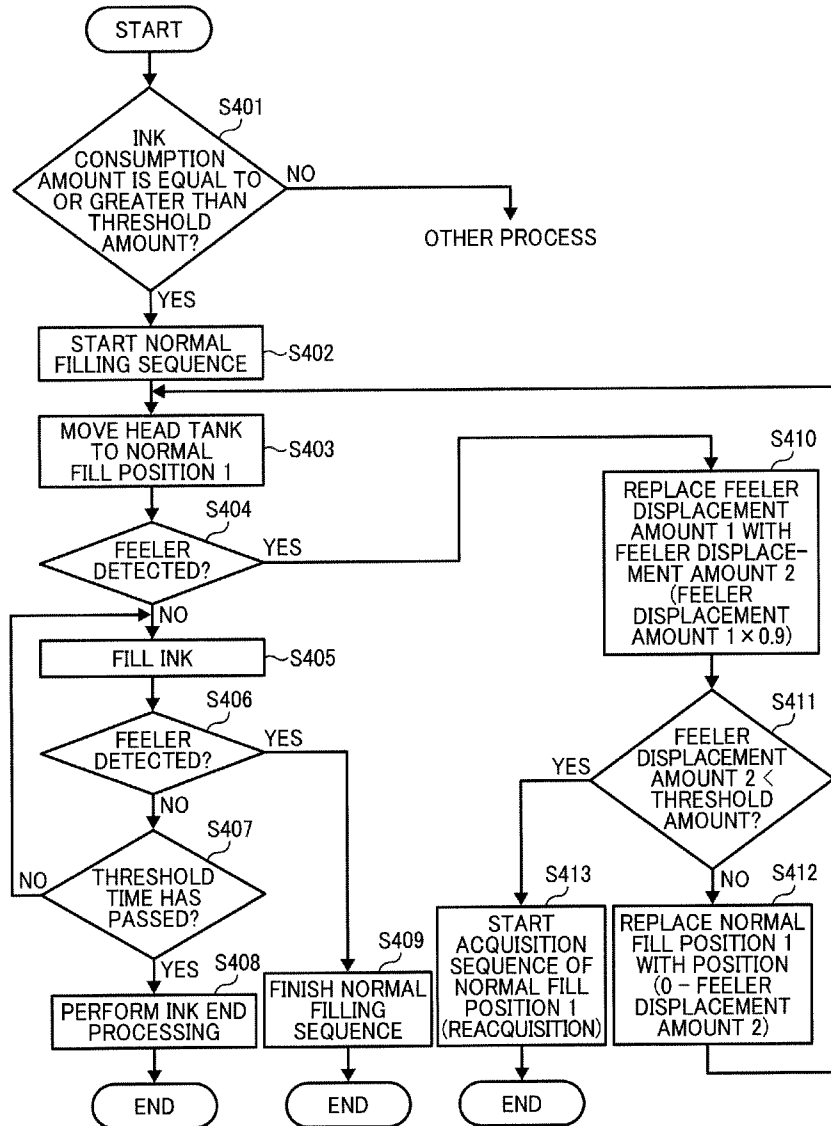 START
S401
INK
CONSUMPTION
AMOUNT IS EQUAL TO
OR GREATER THAN
THRESHOLD
AMOUNT?
NO
OTHER PROCESS
YES
START NORMAL
FILLING SEQUENCE
S402
MOVE HEAD TANK
TO NORMAL
FILL POSITION 1
S403
S404
FEELER
DETECTED?
YES
NO
FILL INK
S405
S406
FEELER
DETECTED?
YES
NO
S407
THRESHOLD
TIME HAS
PASSED?
NO
YES
S408
PERFORM INK END
PROCESSING
END
S409
FINISH NORMAL
FILLING
SEQUENCE
END
S410
REPLACE FEELER
DISPLACEMENT
AMOUNT 1 WITH
FEELER DISPLACE-
MENT AMOUNT 2
(FEELER
DISPLACEMENT
AMOUNT 1 × 0.9)
S411
FEELER
DISPLACEMENT
AMOUNT 2 <
THRESHOLD
AMOUNT?
YES
NO
S413
START
ACQUISITION
SEQUENCE OF
NORMAL FILL
POSITION 1
(REACQUISITION)
END
S412
REPLACE NORMAL
FILL POSITION 1
WITH POSITION
(0 – FEELER
DISPLACEMENT
AMOUNT 2)